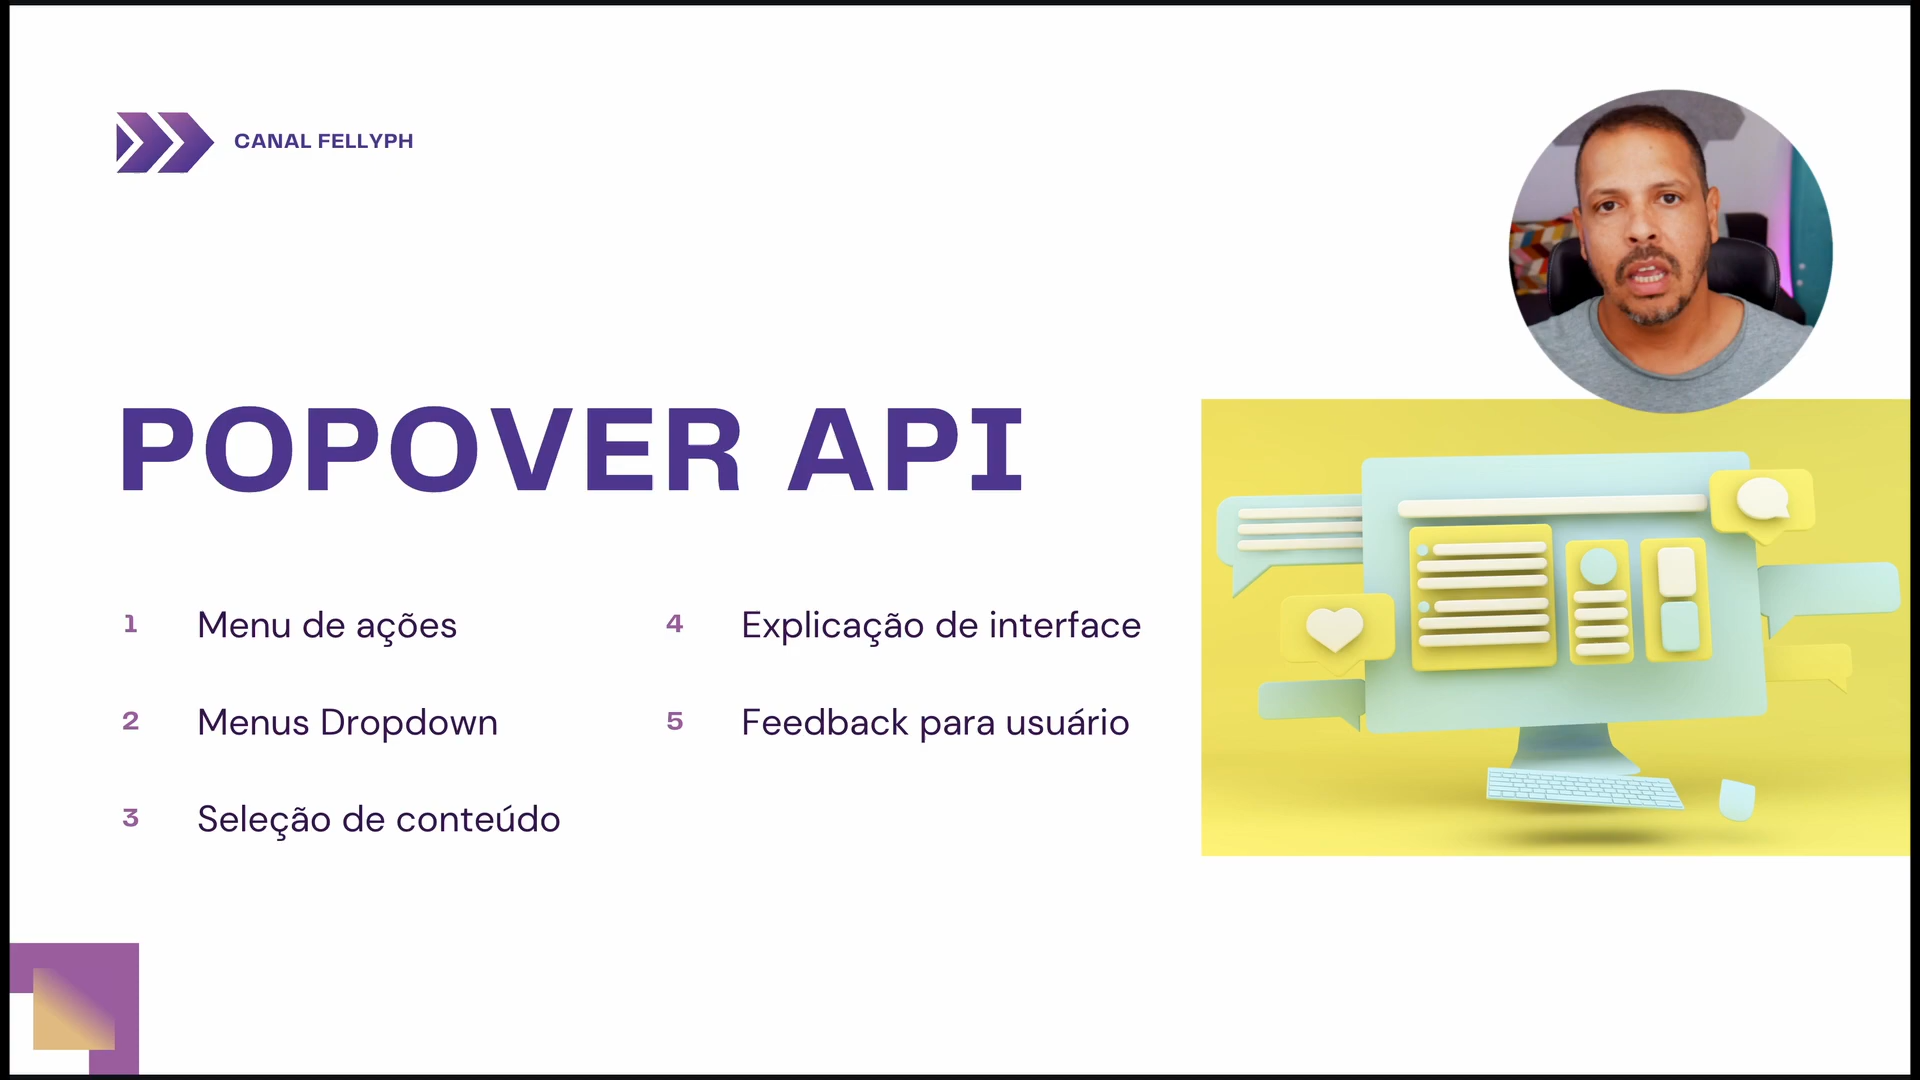 CANAL FELLYPH
POPOVER API
1 Menu de ações
2 Menus Dropdown
3 Seleção de conteúdo
4 Explicação de interface
5 Feedback para usuário